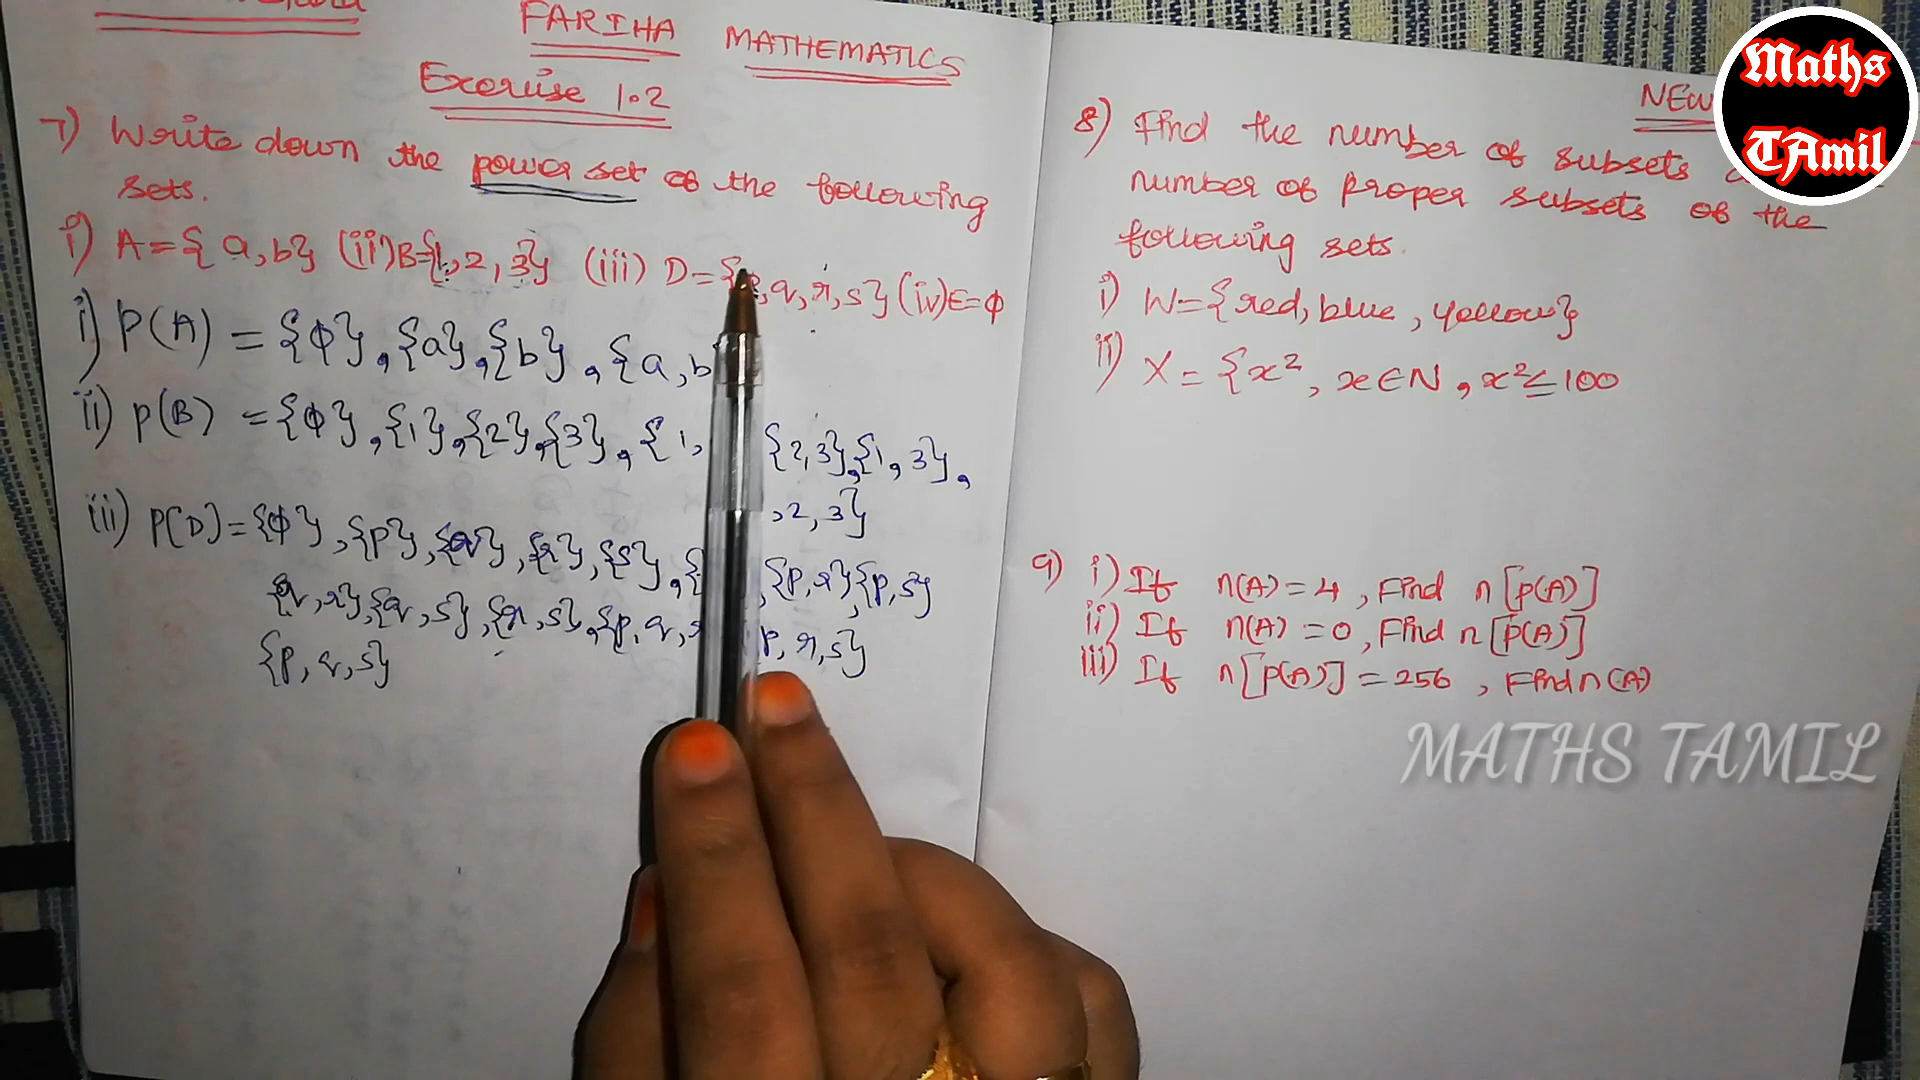 FARIHA MATHEMATICS
Exercise 1.2
7) Write down the power set of the following
sets.
i) A={ a, b} (ii) B={1, 2, 3} (iii) D={p, q, r, s} (iv) E=ϕ
i) P(A) = {ϕ}, {a}, {b}, {a, b
ii) P(B) = {ϕ}, {1}, {2}, {3}, {1, {2,3}, {1, 3},
, 2, 3}
iii) P[D] = {ϕ}, {p}, {q}, {r}, {s}, { , {p, r} {p, s}
{q, r}, {q, s}, {r, s}, {p, q, r p, r, s}
{p, q, s}
NEW
8) Find the number of subsets
number of proper subsets of the
following sets.
i) W={red, blue, yellow}
ii) X = {x², x∈N, x²≤100
9) i) If n(A)=4, Find n[P(A)]
ii) If n(A) =0, Find n[P(A)]
iii) If n[P(A)] =256, Find n(A)
Maths
TAmil
MATHS TAMIL